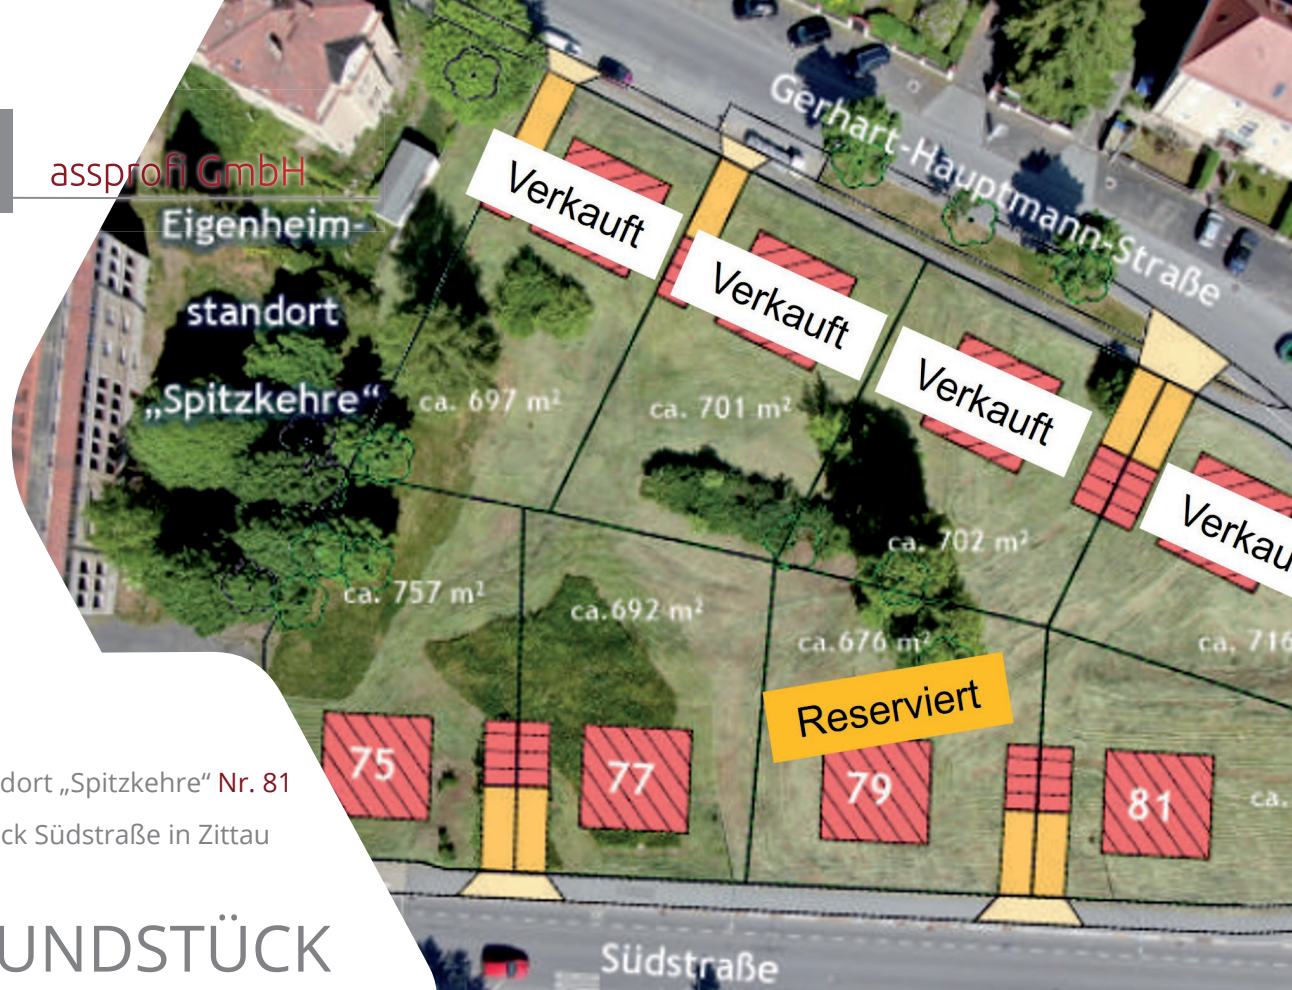 assprofi GmbH
Eigenheim-
standort
„Spitzkehre“
Gerhart-Hauptmann-Straße
Verkauft
Verkauft
Verkauft
Verkau
ca. 697 m²
ca. 701 m²
ca. 702 m²
ca. 716
ca. 757 m²
ca.692 m²
ca.676 m²
Reserviert
75
77
79
81
ca.
dort „Spitzkehre“ Nr. 81
ck Südstraße in Zittau
UNDSTÜCK
Südstraße